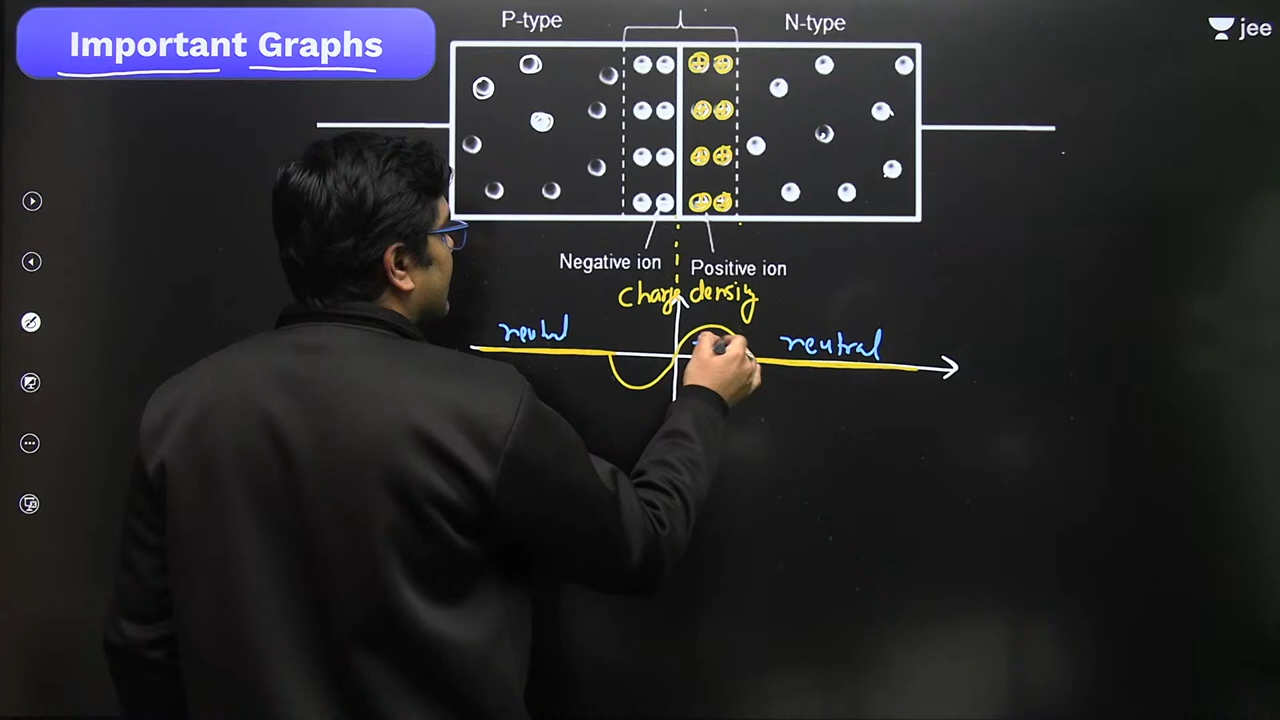 Important Graphs
P-type
N-type
jee
Negative ion
Positive ion
Charge density
neutral
neutral